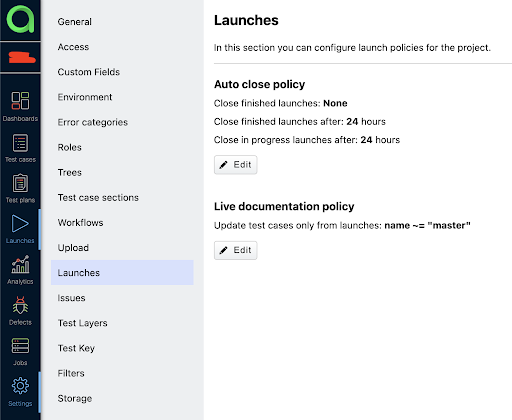 Dashboards
Test cases
Test plans
Launches
Analytics
Defects
Jobs
Settings
General
Access
Custom Fields
Environment
Error categories
Roles
Trees
Test case sections
Workflows
Upload
Launches
Issues
Test Layers
Test Key
Filters
Storage
Launches
In this section you can configure launch policies for the project.
Auto close policy
Close finished launches: None
Close finished launches after: 24 hours
Close in progress launches after: 24 hours
Edit
Live documentation policy
Update test cases only from launches: name ~= "master"
Edit